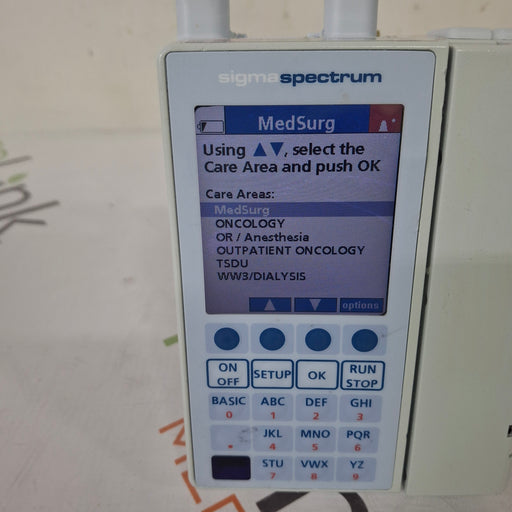 sigmaspectrum
MedSurg
Using ▲▼, select the
Care Area and push OK
Care Areas:
MedSurg
ONCOLOGY
OR / Anesthesia
OUTPATIENT ONCOLOGY
TSDU
WW3/DIALYSIS
▲ ▼ options
ON OFF SETUP OK RUN STOP
BASIC ABC DEF GHI
0 1 2 3
. JKL MNO PQR
4 5 6
STU VWX YZ
7 8 9
MED